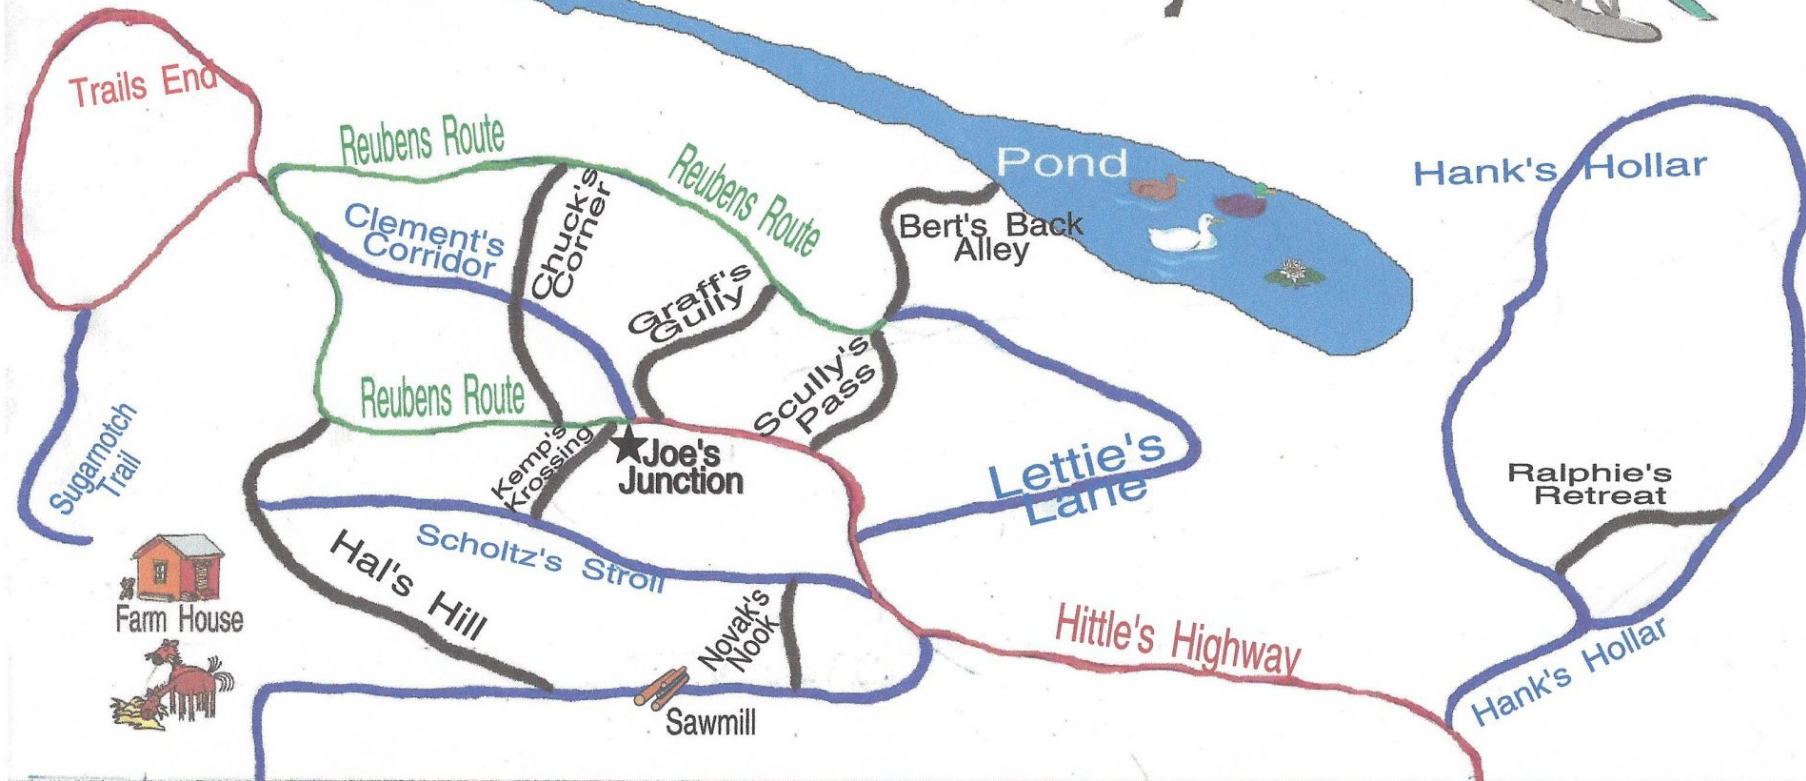 Trails End
Reubens Route
Reubens Route
Pond
Hank's Hollar
Clement's
Corridor
Chuck's
Corner
Bert's Back
Alley
Graff's
Gully
Scully's
Pass
Reubens Route
Sugarnotch
Trail
Kemp's
Krossing
Joe's
Junction
Lettie's
Lane
Ralphie's
Retreat
Scholtz's Stroll
Hal's Hill
Farm House
Novak's
Nook
Hittle's Highway
Hank's Hollar
Sawmill